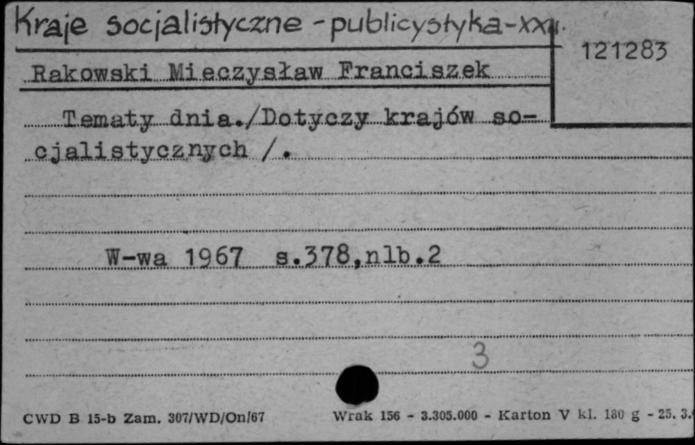 Kraje socjalistyczne - publicystyka - XX w.
121283
Rakowski Mieczysław Franciszek
Tematy dnia./Dotyczy krajów so-
cjalistycznych /.
W-wa 1967 s.378,nlb.2
3
CWD B 15-b Zam. 307/WD/On/67 Wrak 156 - 3.305.000 - Karton V kl. 180 g - 25. 3.